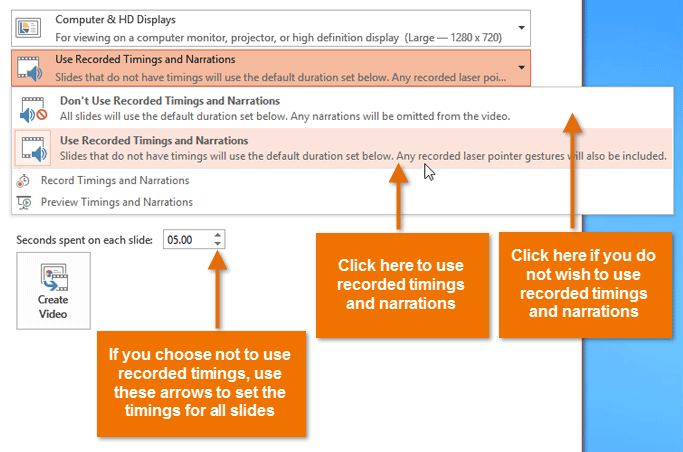 Computer & HD Displays
For viewing on a computer monitor, projector, or high definition display (Large — 1280 x 720)
Use Recorded Timings and Narrations
Slides that do not have timings will use the default duration set below. Any recorded laser poi...
Don't Use Recorded Timings and Narrations
All slides will use the default duration set below. Any narrations will be omitted from the video.
Use Recorded Timings and Narrations
Slides that do not have timings will use the default duration set below. Any recorded laser pointer gestures will also be included.
Record Timings and Narrations
Preview Timings and Narrations
Seconds spent on each slide: 05.00
Create
Video
Click here to use
recorded timings
and narrations
Click here if you do
not wish to use
recorded timings
and narrations
If you choose not to use
recorded timings, use
these arrows to set the
timings for all slides